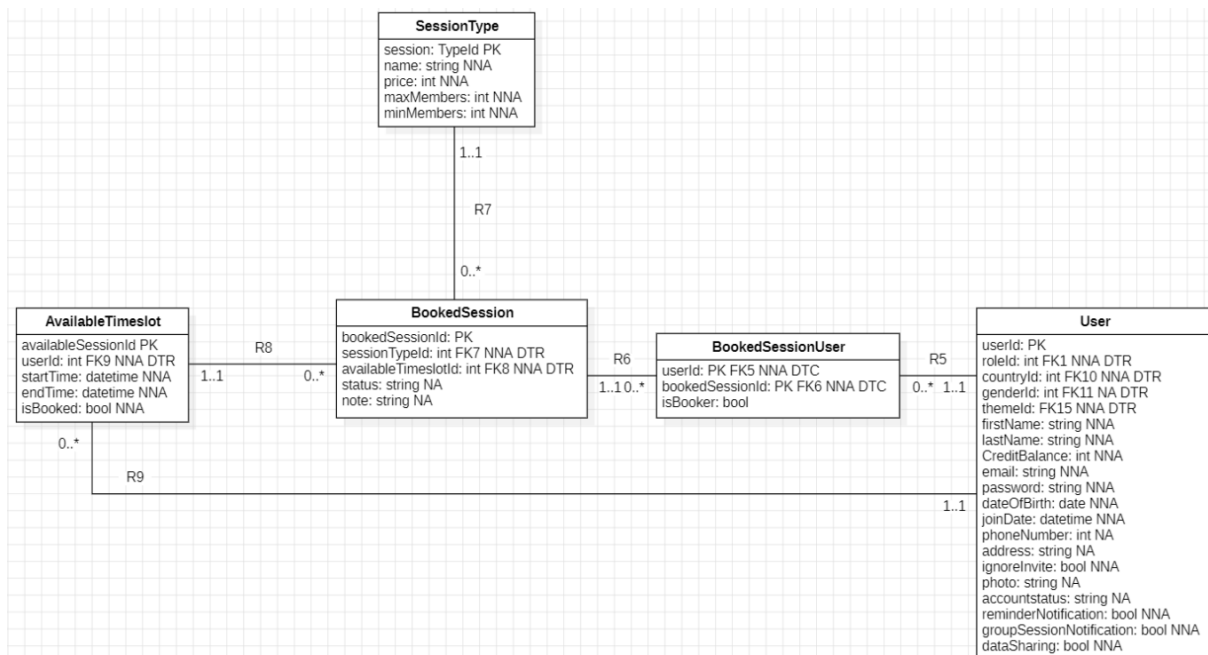 SessionType
session: TypeId PK
name: string NNA
price: int NNA
maxMembers: int NNA
minMembers: int NNA
1..1
R7
0..*
AvailableTimeslot
availableSessionId PK
userId: int FK9 NNA DTR
startTime: datetime NNA
endTime: datetime NNA
isBooked: bool NNA
R8
1..1
0..*
BookedSession
bookedSessionId: PK
sessionTypeId: int FK7 NNA DTR
availableTimeslotId: int FK8 NNA DTR
status: string NA
note: string NA
R6
1..1
0..*
BookedSessionUser
userId: PK FK5 NNA DTC
bookedSessionId: PK FK6 NNA DTC
isBooker: bool
R5
0..*
1..1
User
userId: PK
roleId: int FK1 NNA DTR
countryId: int FK10 NNA DTR
genderId: int FK11 NA DTR
themeId: FK15 NNA DTR
firstName: string NNA
lastName: string NNA
CreditBalance: int NNA
email: string NNA
password: string NNA
dateOfBirth: date NNA
joinDate: datetime NNA
phoneNumber: int NA
address: string NA
ignoreInvite: bool NNA
photo: string NA
accountstatus: string NA
reminderNotification: bool NNA
groupSessionNotification: bool NNA
dataSharing: bool NNA
0..*
R9
1..1